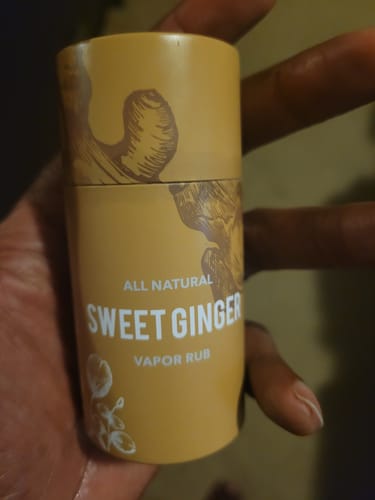 ALL NATURAL
SWEET GINGER
VAPOR RUB